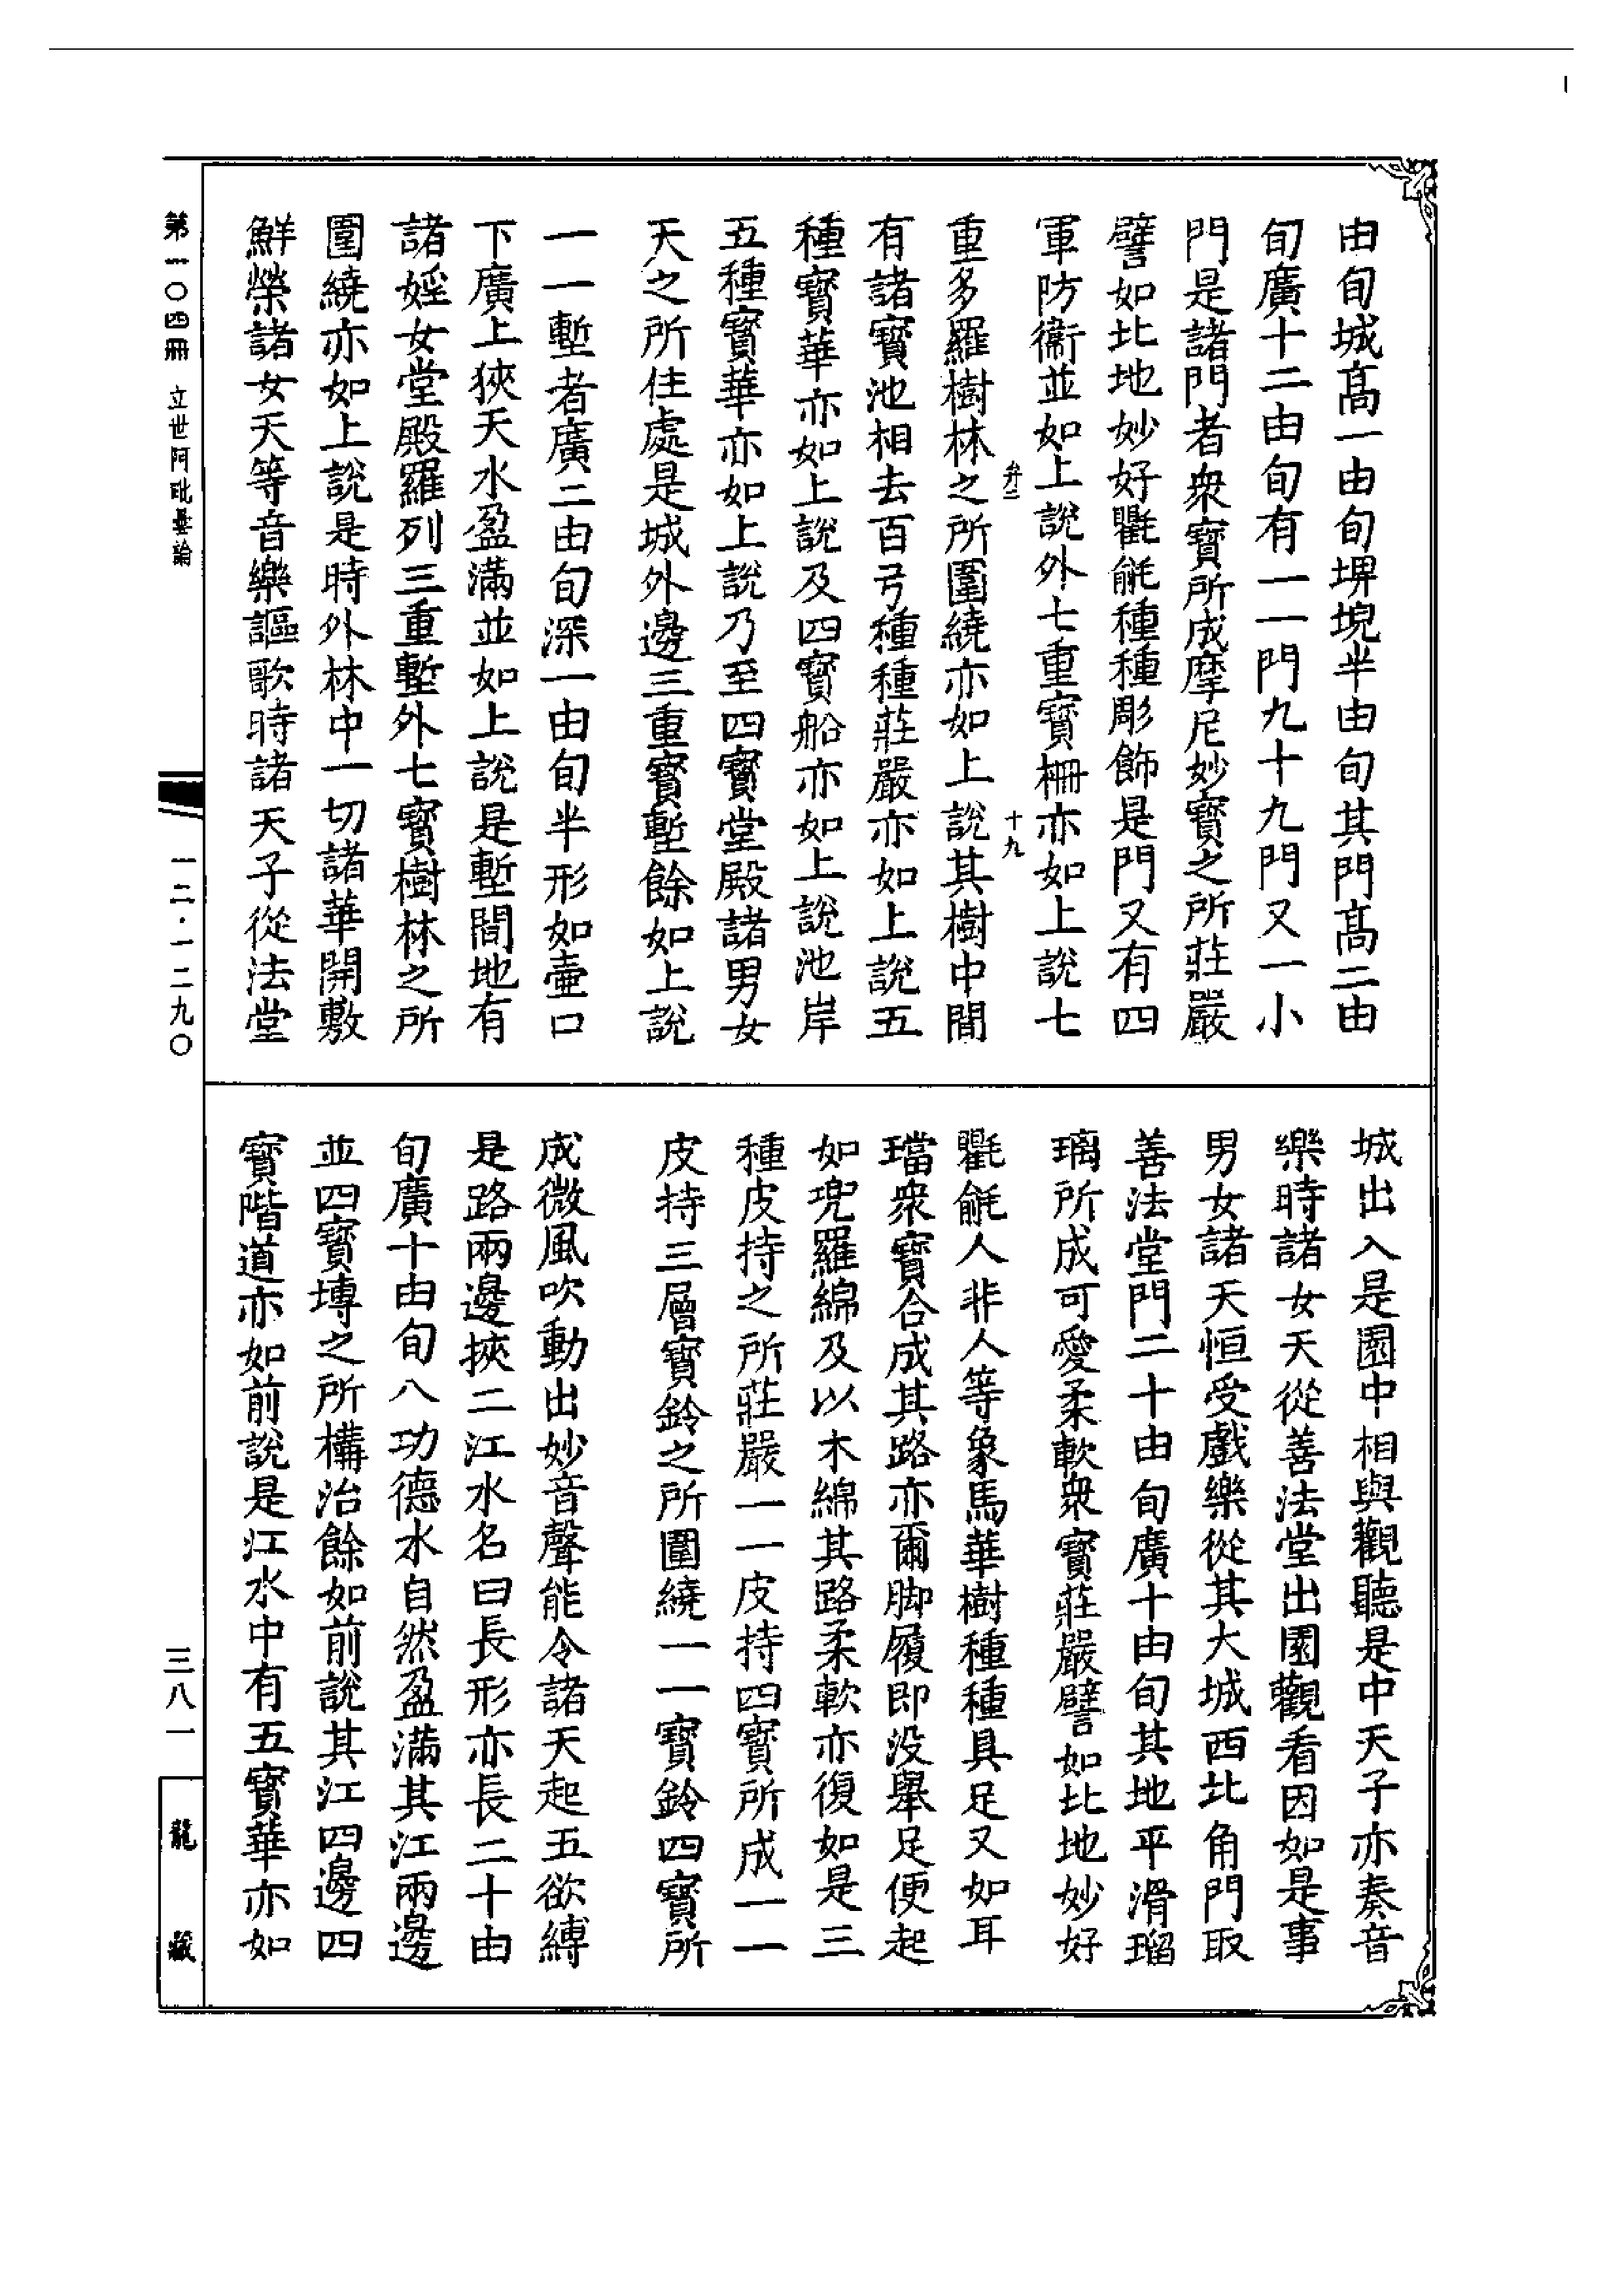 由旬城高一由旬埤堄半由旬其門高二由
旬廣十二由旬有一一門九十九門又一小
門是諸門者衆寶所成摩尼妙寶之所莊嚴
譬如北地妙好氍毹種種彫飾是門又有四
軍防衞並如上說外七重寶柵亦如上說七
弁三
十九
重多羅樹林之所圍繞亦如上說其樹中間
有諸寶池相去百弓種種莊嚴亦如上說五
種寶華亦如上說及四寶船亦如上說池岸
五種寶華亦如上說乃至四寶堂殿諸男女
天之所住處是城外邊三重寶塹餘如上說
一一塹者廣二由旬深一由旬半形如壷口
下廣上狹天水盈滿並如上說是塹間地有
諸婬女堂殿羅列三重塹外七寶樹林之所
圍繞亦如上說是時外林中一切諸華開敷
鮮榮諸女天等音樂謳歌時諸天子從法堂
城出入是園中相與觀聽是中天子亦奏音
樂時諸女天從善法堂出園觀看因如是事
男女諸天恒受戲樂從其大城西北角門取
善法堂門二十由旬廣十由旬其地平滑瑠
璃所成可愛柔軟衆寶莊嚴譬如北地妙好
氍毹人非人等象馬華樹種種具足又如耳
璫衆寶合成其路亦爾脚履即没舉足便起
如兜羅綿及以木綿其路柔軟亦復如是三
種皮持之所莊嚴一一皮持四寶所成一一
皮持三層寶鈴之所圍繞一一寶鈴四寶所
成微風吹動出妙音聲能令諸天起五欲縛
是路兩邊挾二江水名曰長形亦長二十由
旬廣十由旬八功德水自然盈滿其江兩邊
並四寶塼之所構治餘如前說其江四邊四
寶階道亦如前說是江水中有五寶華亦如
第一〇四冊 立世阿毗曇論
一二·一二九〇
三八一
龍藏